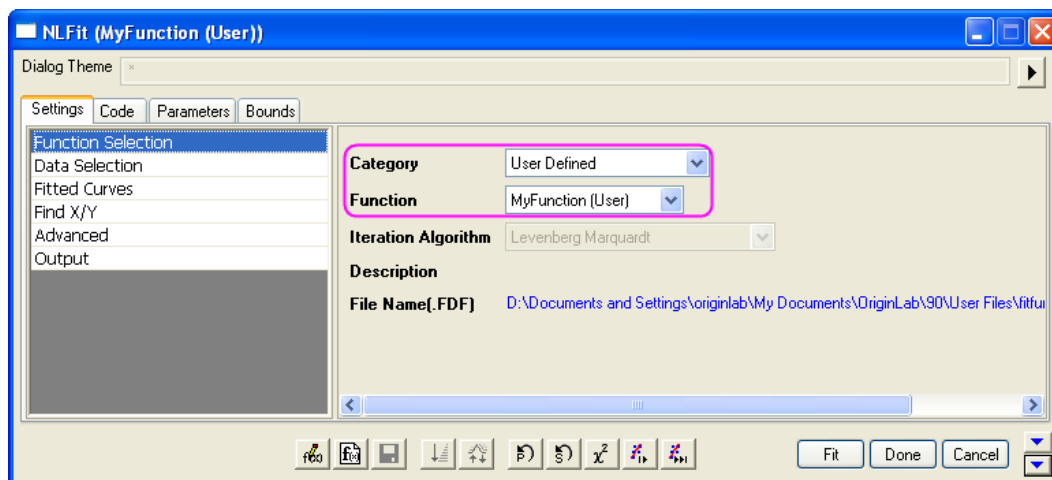 NLFit (MyFunction (User))
Dialog Theme *
Settings Code Parameters Bounds
Function Selection
Data Selection
Fitted Curves
Find X/Y
Advanced
Output
Category User Defined
Function MyFunction (User)
Iteration Algorithm Levenberg Marquardt
Description
File Name(.FDF) D:\Documents and Settings\originlab\My Documents\OriginLab\90\User Files\fitfu
P S χ²
Fit Done Cancel